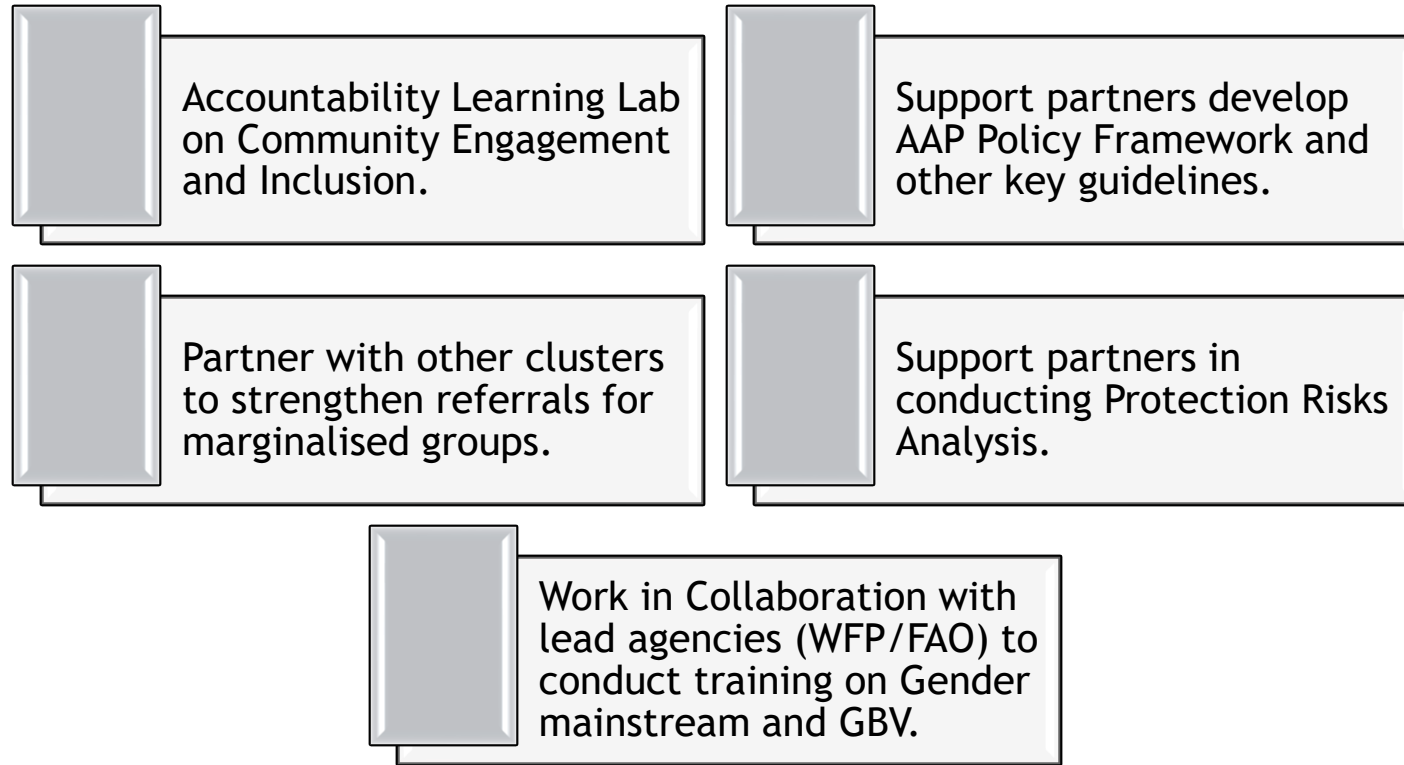 Accountability Learning Lab
on Community Engagement
and Inclusion.
Support partners develop
AAP Policy Framework and
other key guidelines.
Partner with other clusters
to strengthen referrals for
marginalised groups.
Support partners in
conducting Protection Risks
Analysis.
Work in Collaboration with
lead agencies (WFP/FAO) to
conduct training on Gender
mainstream and GBV.